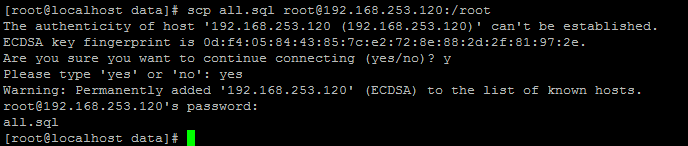 [root@localhost data]# scp all.sql root@192.168.253.120:/root
The authenticity of host '192.168.253.120 (192.168.253.120)' can't be established.
ECDSA key fingerprint is 0d:f4:05:84:43:85:7c:e2:72:8e:88:2d:2f:81:97:2e.
Are you sure you want to continue connecting (yes/no)? y
Please type 'yes' or 'no': yes
Warning: Permanently added '192.168.253.120' (ECDSA) to the list of known hosts.
root@192.168.253.120's password:
all.sql
[root@localhost data]#